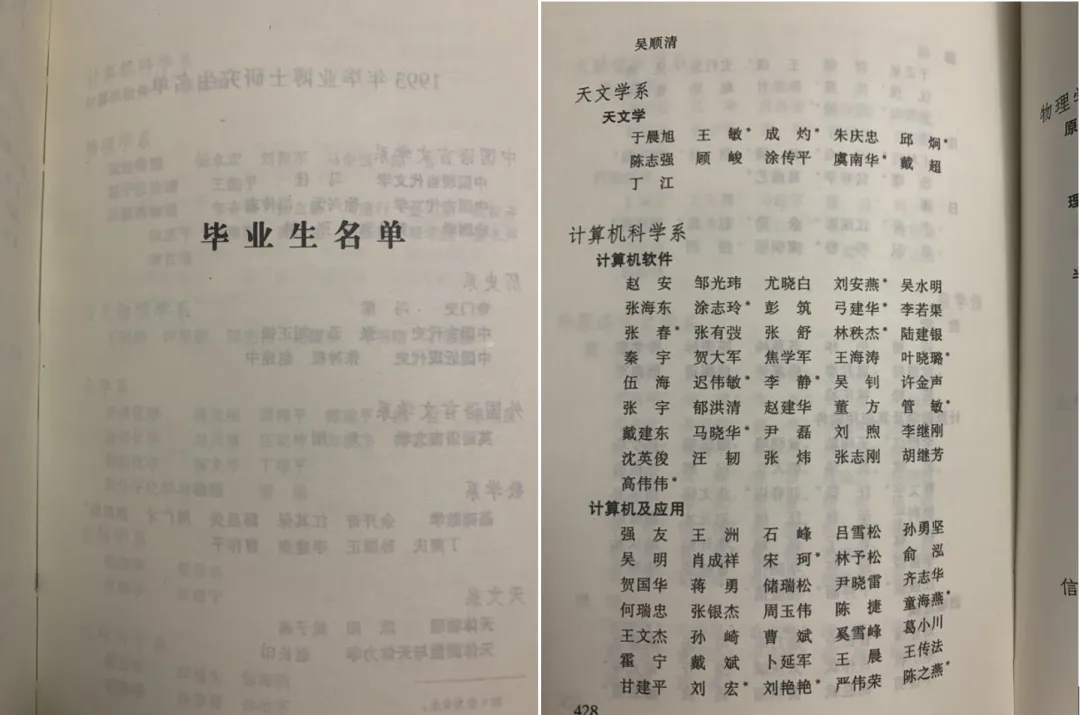 毕业生名单
吴顺清
天文学系
天文学
于晨旭 王敏* 成灼* 朱庆忠 邱炯*
陈志强 顾峻 涂传平 虞南华* 戴超
丁江
计算机科学系
计算机软件
赵安 邹光玮 尤晓白 刘安燕* 吴水明
张海东 涂志玲* 彭筑 弓建华* 李若渠
张春* 张有弢 张舒 林秩杰* 陆建银
秦宇 贺大军 焦学军 王海涛 叶晓璐*
伍海 迟伟敏* 李静* 吴钊 许金声
张宇 郁洪清 赵建华 董方 管敏*
戴建东 马晓华* 尹磊 刘煦 李继刚
沈英俊 汪韧 张炜 张志刚 胡继芳
高伟伟*
计算机及应用
强友 王洲 石峰 吕雪松 孙勇坚
吴明 肖成祥 宋珂* 林予松 俞泓
贺国华 蒋勇 储瑞松 尹晓雷 齐志华
何瑞忠 张银杰 周玉伟 陈捷 童海燕*
王文杰 孙崎 曹斌 奚雪峰 葛小川
霍宁 戴斌 卜延军 王晨 王传法
甘建平 刘宏* 刘艳艳* 严伟荣 陈之燕*
428
物理学
原
理
信